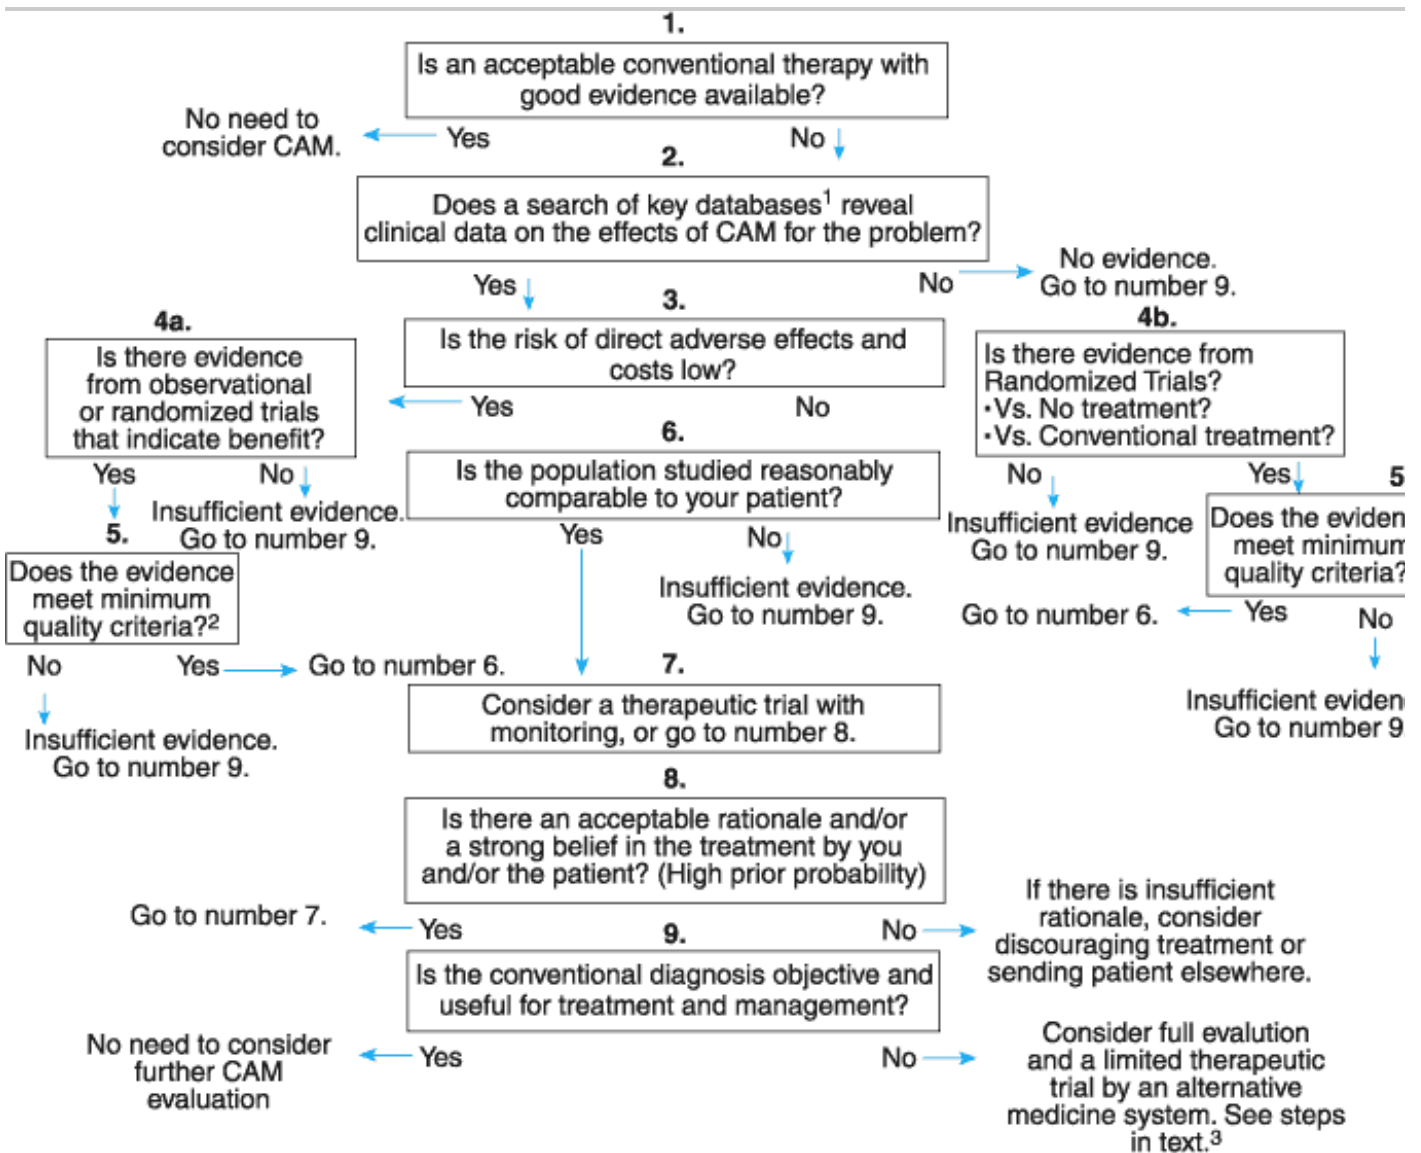 1.
Is an acceptable conventional therapy with
good evidence available?
No need to
consider CAM.
Yes
No
2.
Does a search of key databases1 reveal
clinical data on the effects of CAM for the problem?
Yes
No
No evidence.
Go to number 9.
3.
Is the risk of direct adverse effects and
costs low?
Yes
No
4a.
Is there evidence
from observational
or randomized trials
that indicate benefit?
Yes
No
Insufficient evidence.
Go to number 9.
4b.
Is there evidence from
Randomized Trials?
·Vs. No treatment?
·Vs. Conventional treatment?
No
Yes
Insufficient evidence
Go to number 9.
5.
Does the evidence
meet minimum
quality criteria?2
No
Yes
Go to number 6.
Insufficient evidence.
Go to number 9.
5
Does the eviden
meet minimum
quality criteria?
Go to number 6.
Yes
No
Insufficient eviden
Go to number 9
6.
Is the population studied reasonably
comparable to your patient?
Yes
No
Insufficient evidence.
Go to number 9.
7.
Consider a therapeutic trial with
monitoring, or go to number 8.
8.
Is there an acceptable rationale and/or
a strong belief in the treatment by you
and/or the patient? (High prior probability)
Go to number 7.
Yes
No
If there is insufficient
rationale, consider
discouraging treatment or
sending patient elsewhere.
9.
Is the conventional diagnosis objective and
useful for treatment and management?
No need to consider
further CAM
evaluation
Yes
No
Consider full evalution
and a limited therapeutic
trial by an alternative
medicine system. See steps
in text.3